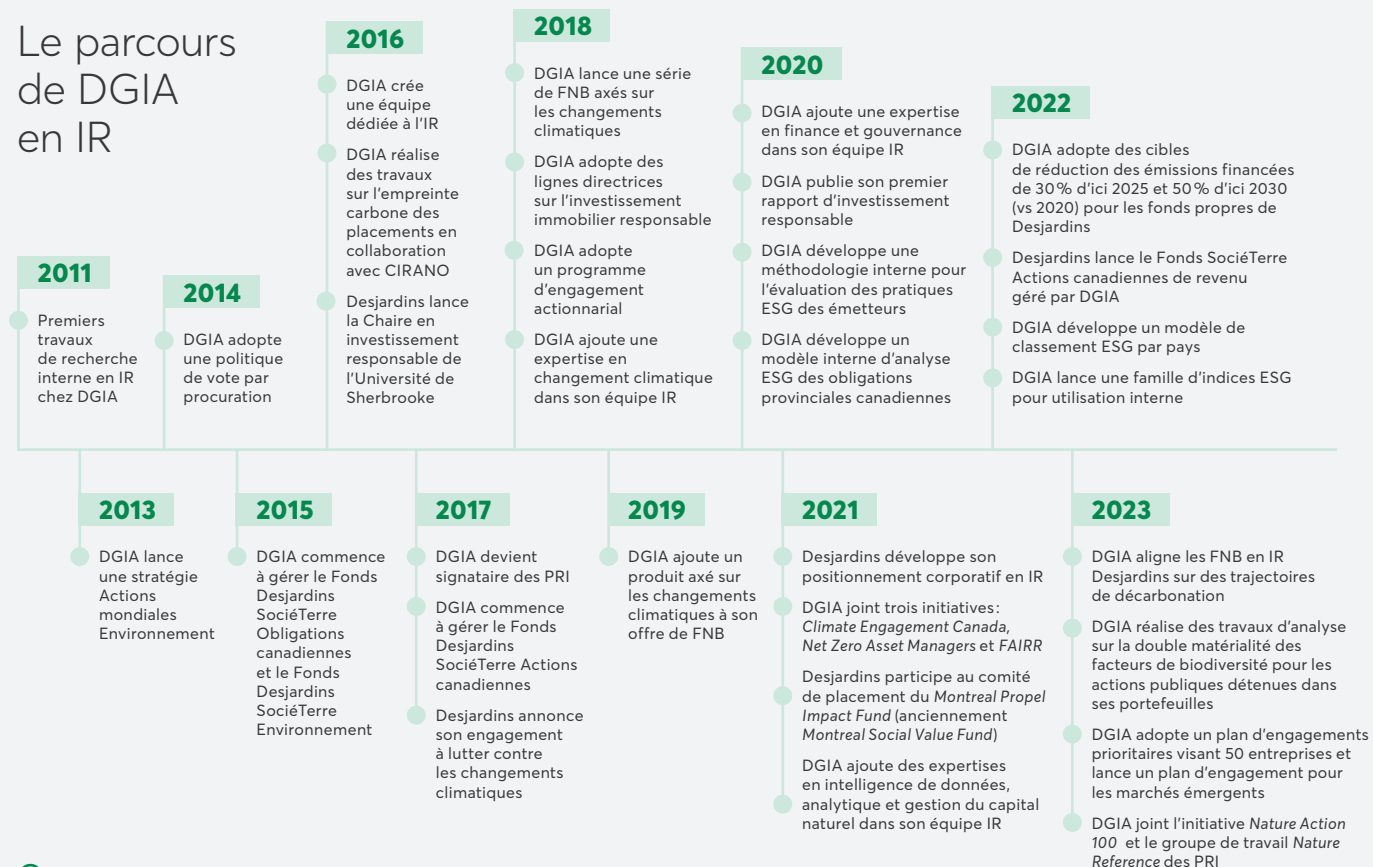 Le parcours
de DGIA
en IR
2011
Premiers
travaux
de recherche
interne en IR
chez DGIA
2014
DGIA adopte
une politique
de vote par
procuration
2016
DGIA crée
une équipe
dédiée à l'IR
DGIA réalise
des travaux
sur l'empreinte
carbone des
placements en
collaboration
avec CIRANO
Desjardins lance
la Chaire en
investissement
responsable de
l'Université de
Sherbrooke
2018
DGIA lance une série
de FNB axés sur
les changements
climatiques
DGIA adopte des
lignes directrices
sur l'investissement
immobilier responsable
DGIA adopte
un programme
d'engagement
actionnarial
DGIA ajoute une
expertise en
changement climatique
dans son équipe IR
2020
DGIA ajoute une expertise
en finance et gouvernance
dans son équipe IR
DGIA publie son premier
rapport d'investissement
responsable
DGIA développe une
méthodologie interne pour
l'évaluation des pratiques
ESG des émetteurs
DGIA développe un
modèle interne d'analyse
ESG des obligations
provinciales canadiennes
2022
DGIA adopte des cibles
de réduction des émissions financées
de 30 % d'ici 2025 et 50 % d'ici 2030
(vs 2020) pour les fonds propres de
Desjardins
Desjardins lance le Fonds SociéTerre
Actions canadiennes de revenu
géré par DGIA
DGIA développe un modèle de
classement ESG par pays
DGIA lance une famille d'indices ESG
pour utilisation interne
2013
DGIA lance
une stratégie
Actions
mondiales
Environnement
2015
DGIA commence
à gérer le Fonds
Desjardins
SociéTerre
Obligations
canadiennes
et le Fonds
Desjardins
SociéTerre
Environnement
2017
DGIA devient
signataire des PRI
DGIA commence
à gérer le Fonds
Desjardins
SociéTerre Actions
canadiennes
Desjardins annonce
son engagement
à lutter contre
les changements
climatiques
2019
DGIA ajoute un
produit axé sur
les changements
climatiques à son
offre de FNB
2021
Desjardins développe son
positionnement corporatif en IR
DGIA joint trois initiatives :
Climate Engagement Canada,
Net Zero Asset Managers et FAIRR
Desjardins participe au comité
de placement du Montreal Propel
Impact Fund (anciennement
Montreal Social Value Fund)
DGIA ajoute des expertises
en intelligence de données,
analytique et gestion du capital
naturel dans son équipe IR
2023
DGIA aligne les FNB en IR
Desjardins sur des trajectoires
de décarbonation
DGIA réalise des travaux d'analyse
sur la double matérialité des
facteurs de biodiversité pour les
actions publiques détenues dans
ses portefeuilles
DGIA adopte un plan d'engagements
prioritaires visant 50 entreprises et
lance un plan d'engagement pour
les marchés émergents
DGIA joint l'initiative Nature Action
100 et le groupe de travail Nature
Reference des PRI